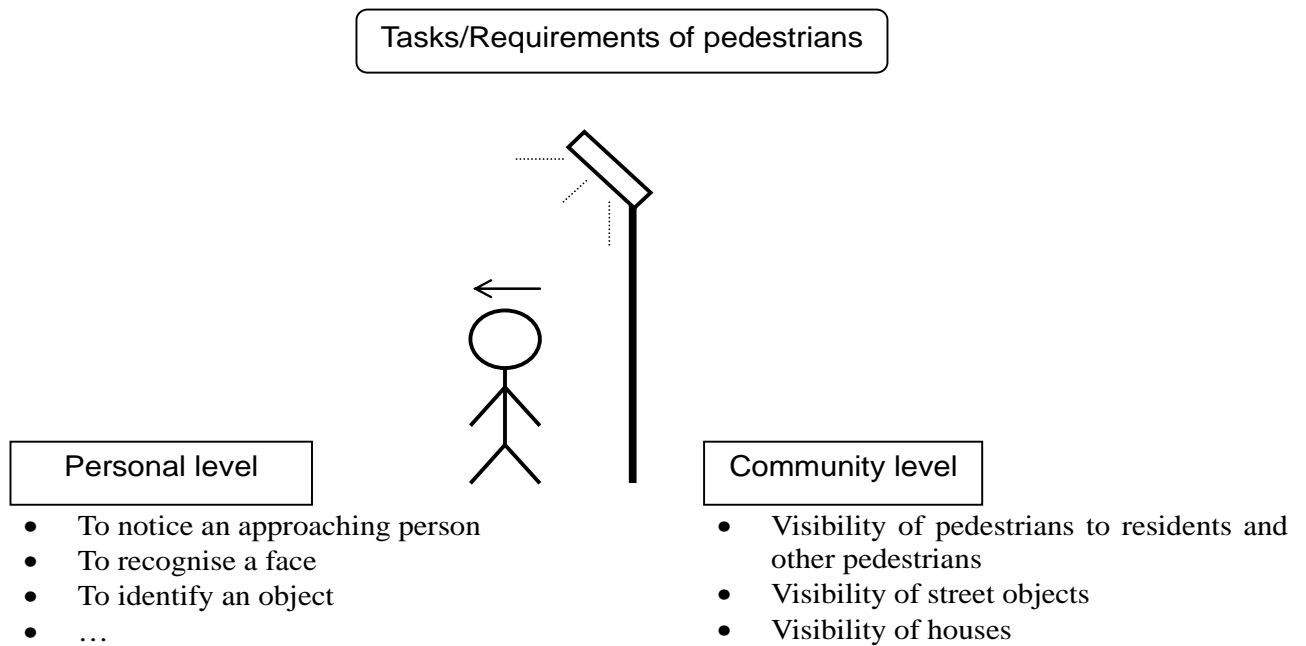 Tasks/Requirements of pedestrians
Personal level
• To notice an approaching person
• To recognise a face
• To identify an object
• …
Community level
• Visibility of pedestrians to residents and
other pedestrians
• Visibility of street objects
• Visibility of houses